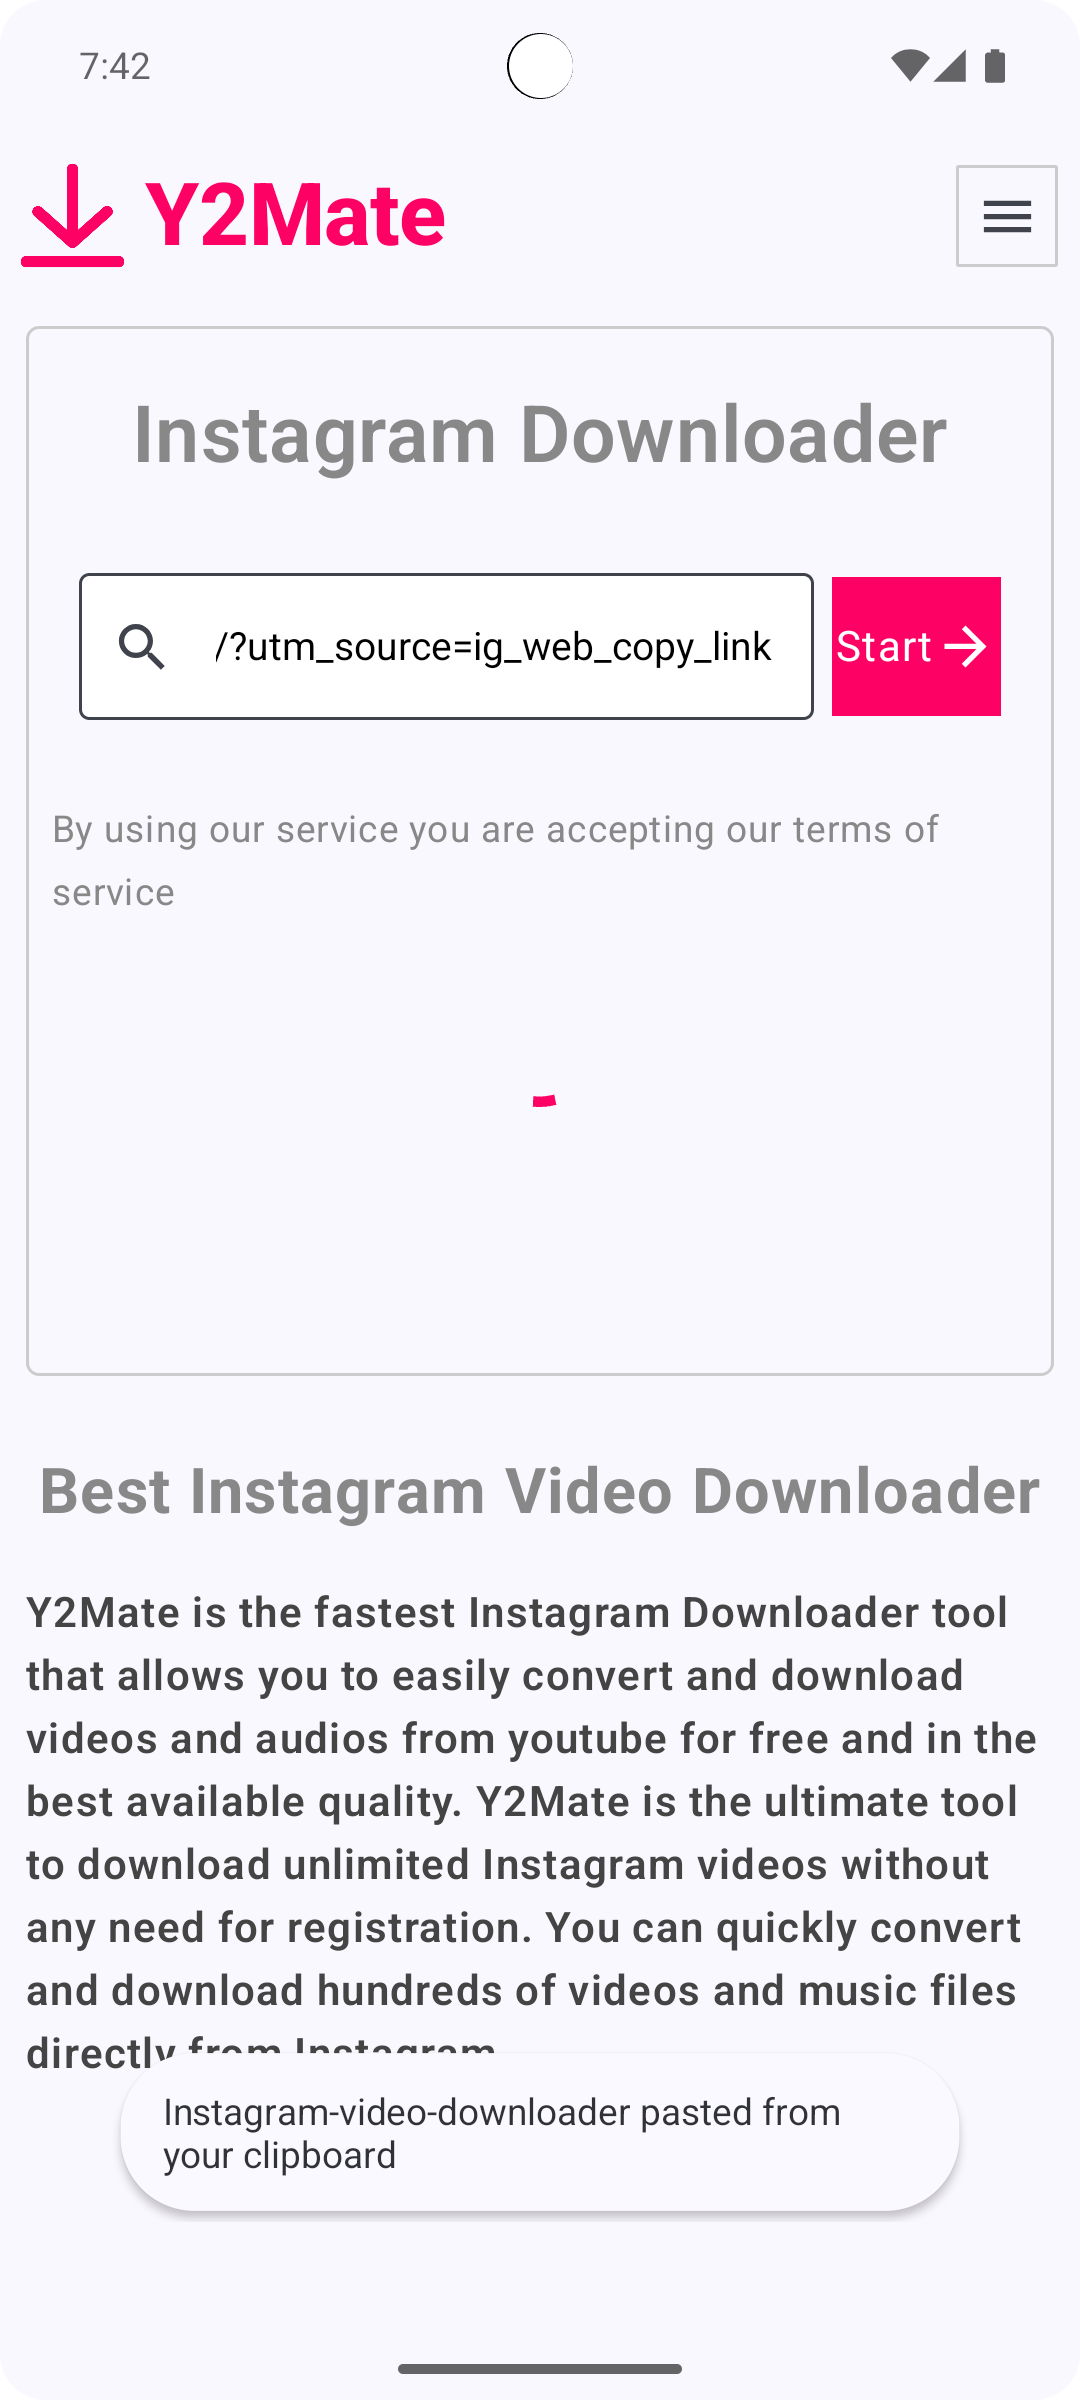 7:42
Y2Mate
Instagram Downloader
/?utm_source=ig_web_copy_link
Start
By using our service you are accepting our terms of
service
Best Instagram Video Downloader
Y2Mate is the fastest Instagram Downloader tool
that allows you to easily convert and download
videos and audios from youtube for free and in the
best available quality. Y2Mate is the ultimate tool
to download unlimited Instagram videos without
any need for registration. You can quickly convert
and download hundreds of videos and music files
directly from Instagram
Instagram-video-downloader pasted from
your clipboard